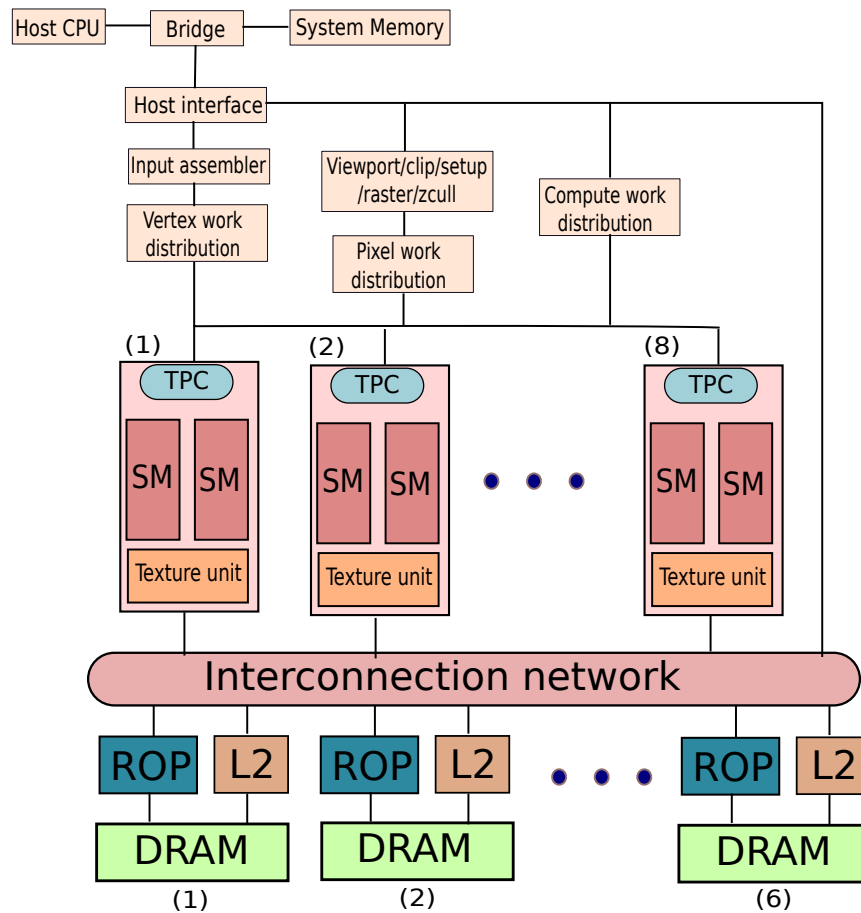 Host CPU
Bridge
System Memory
Host interface
Input assembler
Viewport/clip/setup
/raster/zcull
Compute work
distribution
Vertex work
distribution
Pixel work
distribution
(1)
(2)
(8)
TPC
TPC
TPC
SM
SM
SM
SM
SM
SM
Texture unit
Texture unit
Texture unit
Interconnection network
ROP
L2
ROP
L2
ROP
L2
DRAM
DRAM
DRAM
(1)
(2)
(6)